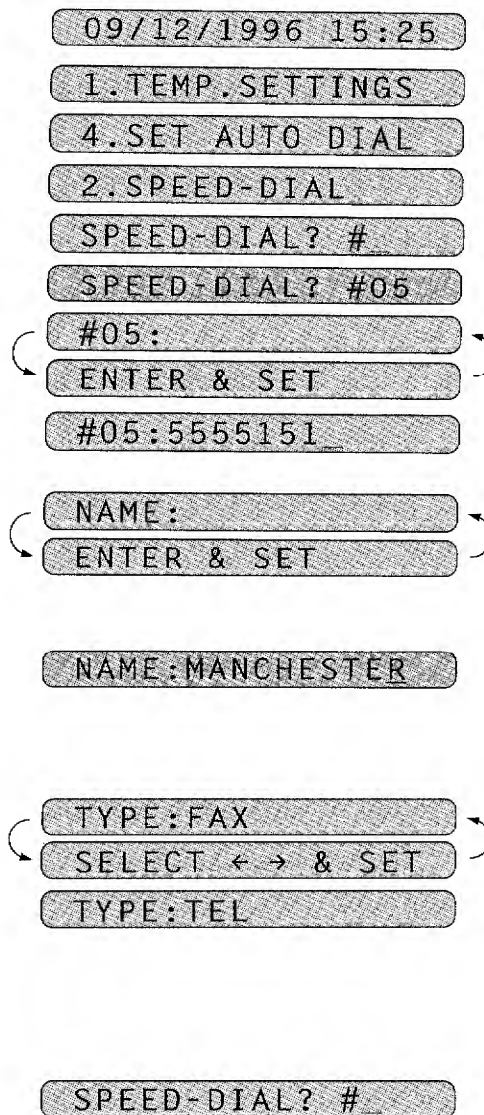 09/12/1996 15:25
1.TEMP.SETTINGS
4.SET AUTO DIAL
2.SPEED-DIAL
SPEED-DIAL? #_
SPEED-DIAL? #05
#05:
ENTER & SET
#05:5555151_
NAME:
ENTER & SET
NAME:MANCHESTER
TYPE:FAX
SELECT ← → & SET
TYPE:TEL
SPEED-DIAL? #